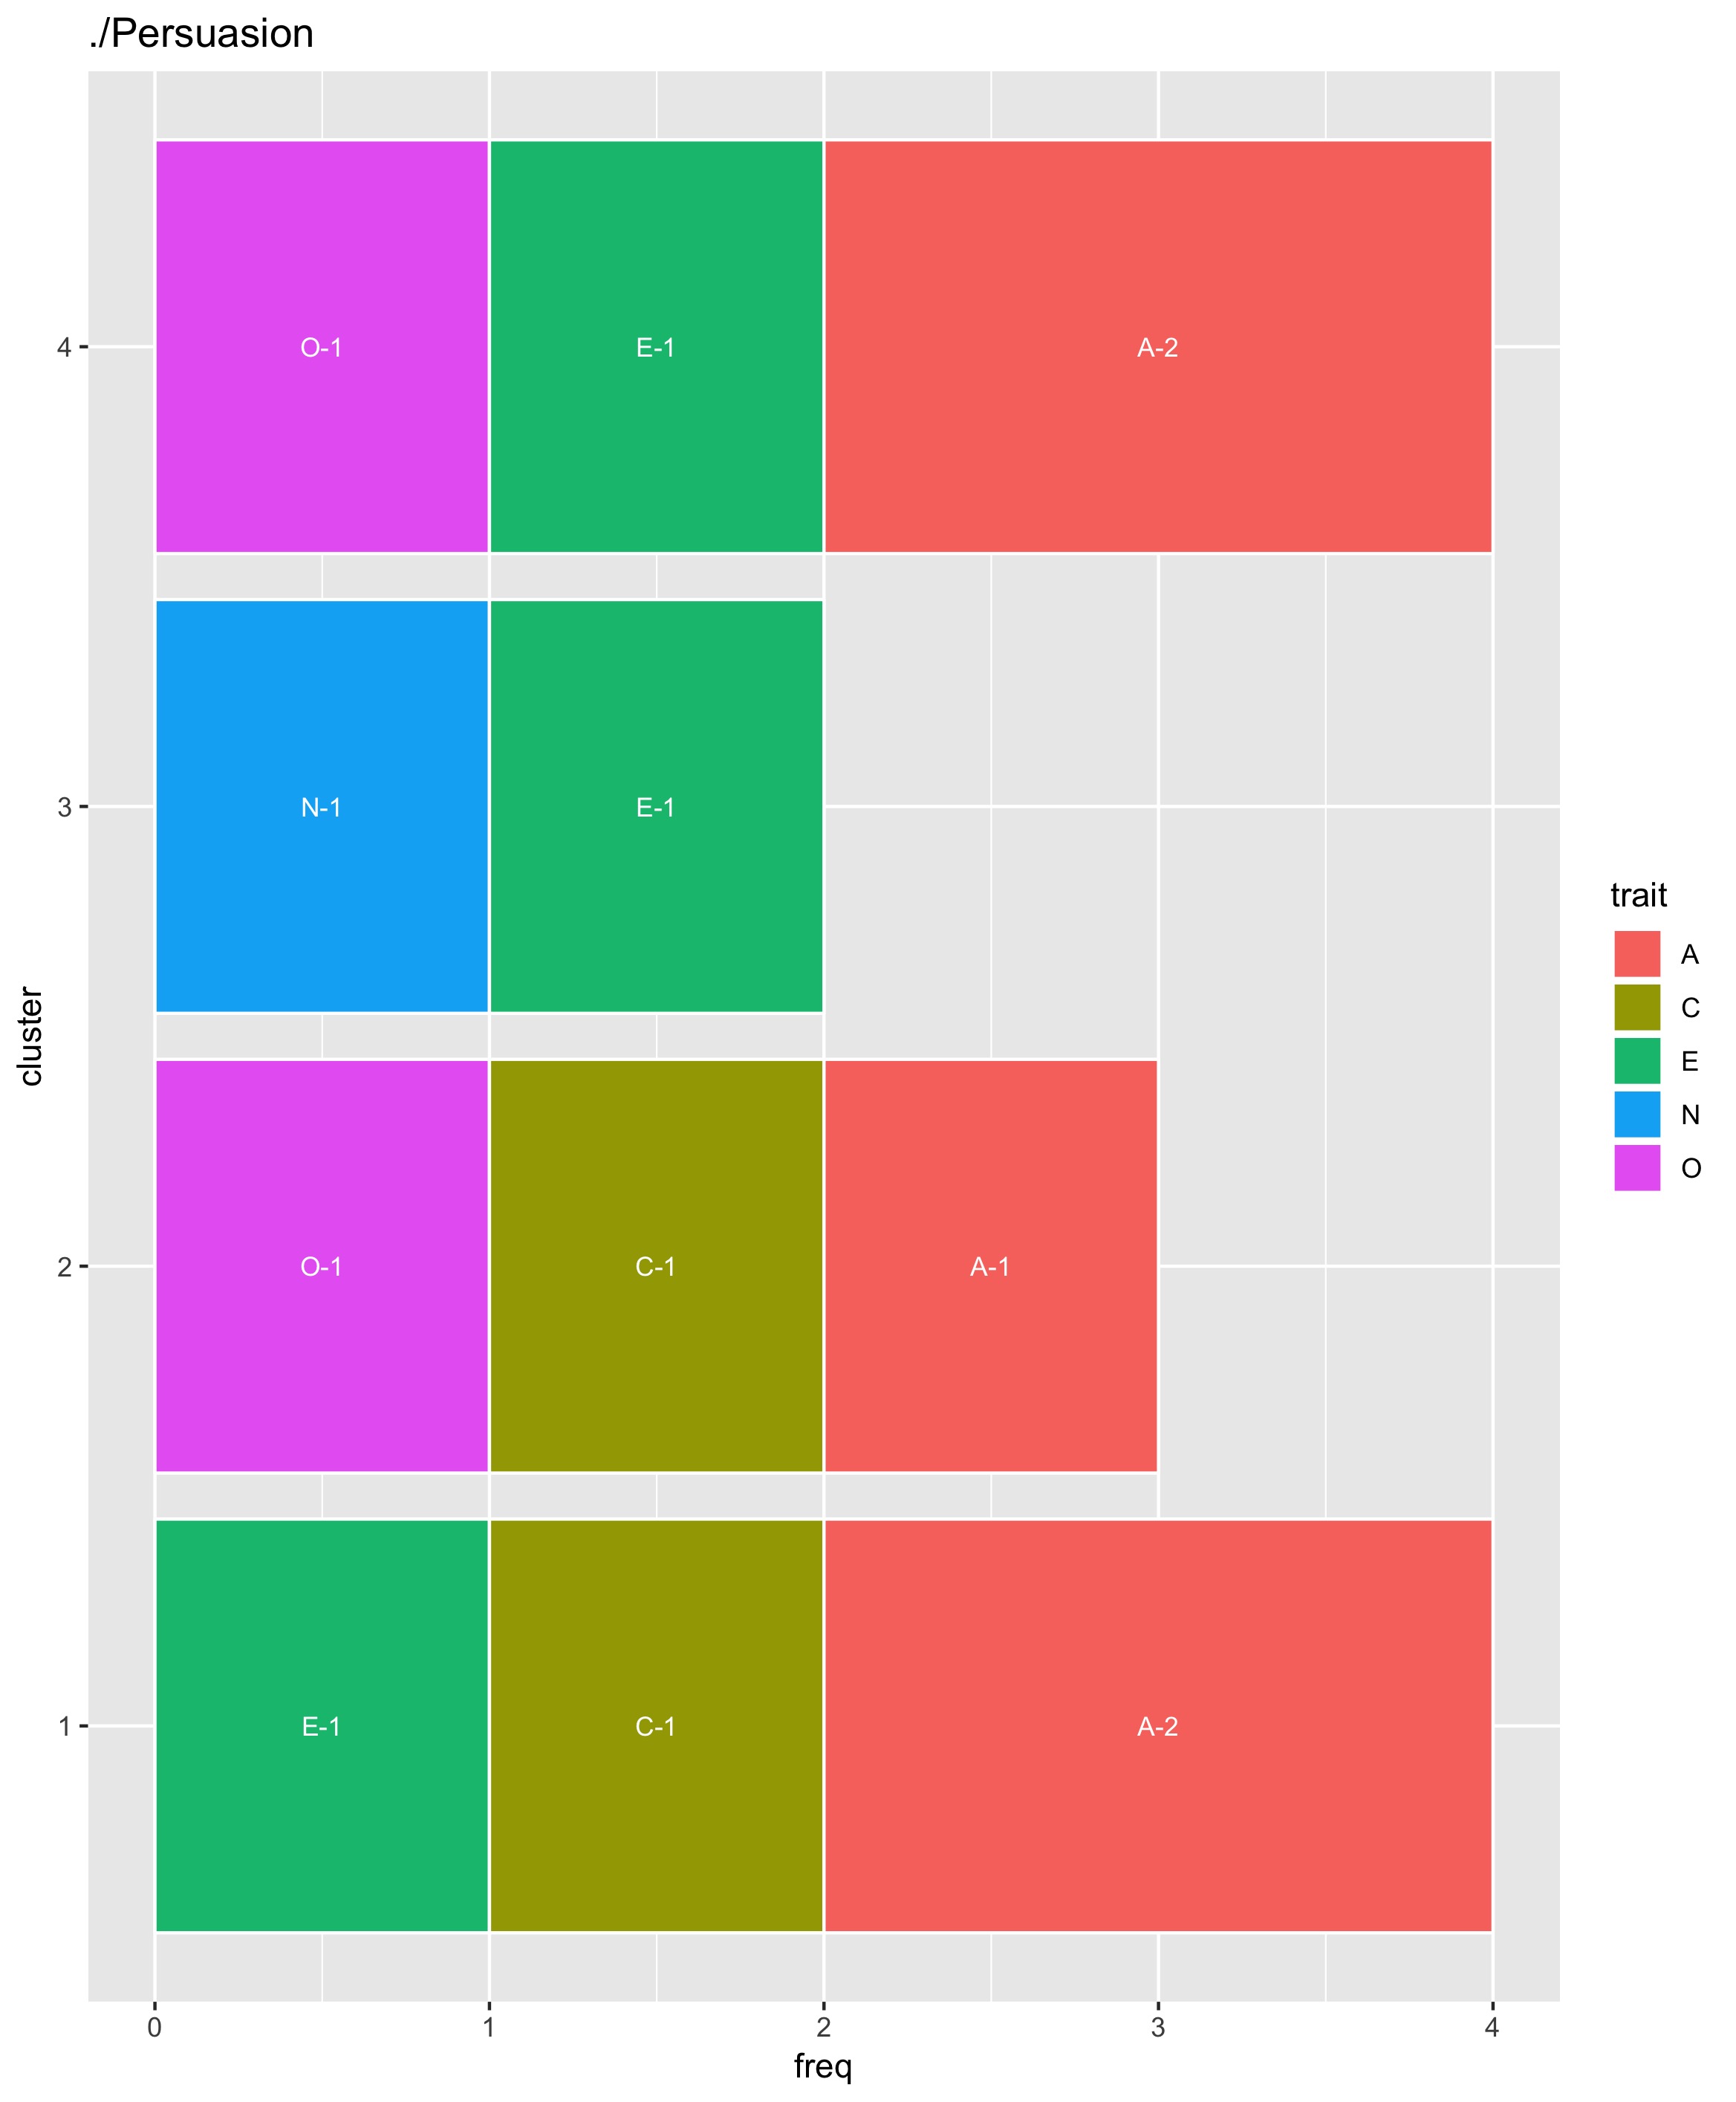 ./Persuasion
4
O-1 E-1 A-2
3
N-1 E-1
2
O-1 C-1 A-1
1
E-1 C-1 A-2
0 1 2 3 4
freq
cluster
trait
A
C
E
N
O